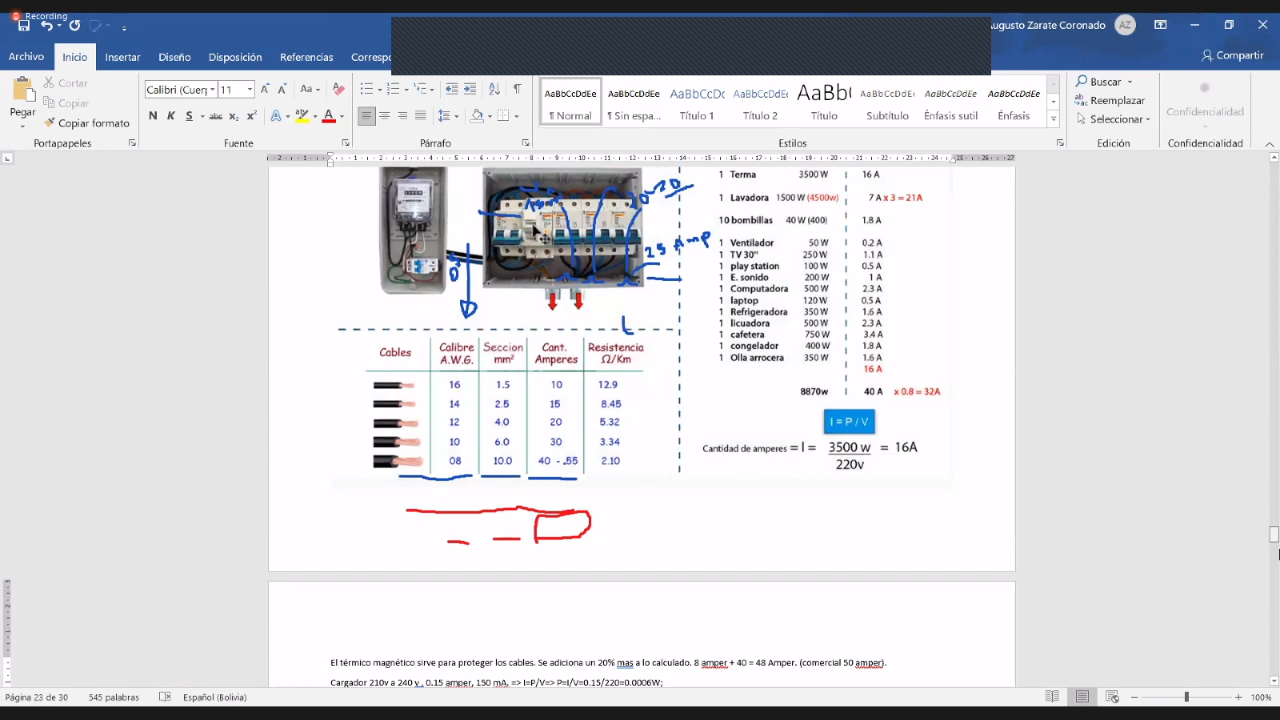 Recording
Augusto Zarate Coronado AZ
Archivo Inicio Insertar Diseño Disposición Referencias Correspo
Compartir
Pegar
Cortar
Copiar
Copiar formato
Portapapeles
Calibri (Cuerp 11
N K S abc x₂ x²
Fuente
Párrafo
AaBbCcDdEe AaBbCcDdEe AaBbCcDc AaBbCcDdEe AaBb( AaBbCcDdEe AaBbCcDdEe AaBbCcDdEe
¶ Normal ¶ Sin espa... Título 1 Título 2 Título Subtítulo Énfasis sutil Énfasis
Estilos
Buscar
Reemplazar
Seleccionar
Edición
Confidencialidad
Confidencialidad
1 Terma 3500 W 16 A
1 Lavadora 1500 W (4500w) 7 A x 3 = 21A
10 bombillas 40 W (400) 1.8 A
1 Ventilador 50 W 0.2 A
1 TV 30" 250 W 1.1 A
1 play station 100 W 0.5 A
1 E. sonido 200 W 1 A
1 Computadora 500 W 2.3 A
1 laptop 120 W 0.5 A
1 Refrigeradora 350 W 1.6 A
1 licuadora 500 W 2.3 A
1 cafetera 750 W 3.4 A
1 congelador 400 W 1.8 A
1 Olla arrocera 350 W 1.6 A
16 A
8870w 40 A x 0.8 = 32A
I = P / V
Cantidad de amperes = I = 3500 w / 220v = 16A
20-30
25 Amp
Cables Calibre A.W.G. Seccion mm² Cant. Amperes Resistencia Ω/Km
16 1.5 10 12.9
14 2.5 15 8.45
12 4.0 20 5.32
10 6.0 30 3.34
08 10.0 40 - .55 2.10
El térmico magnético sirve para proteger los cables. Se adiciona un 20% mas a lo calculado. 8 amper + 40 = 48 Amper. (comercial 50 amper).
Cargador 210v a 240 v , 0.15 amper, 150 mA. => I=P/V=> P=I/V=0.15/220=0.0006W;
Página 23 de 30 545 palabras Español (Bolivia) 100%